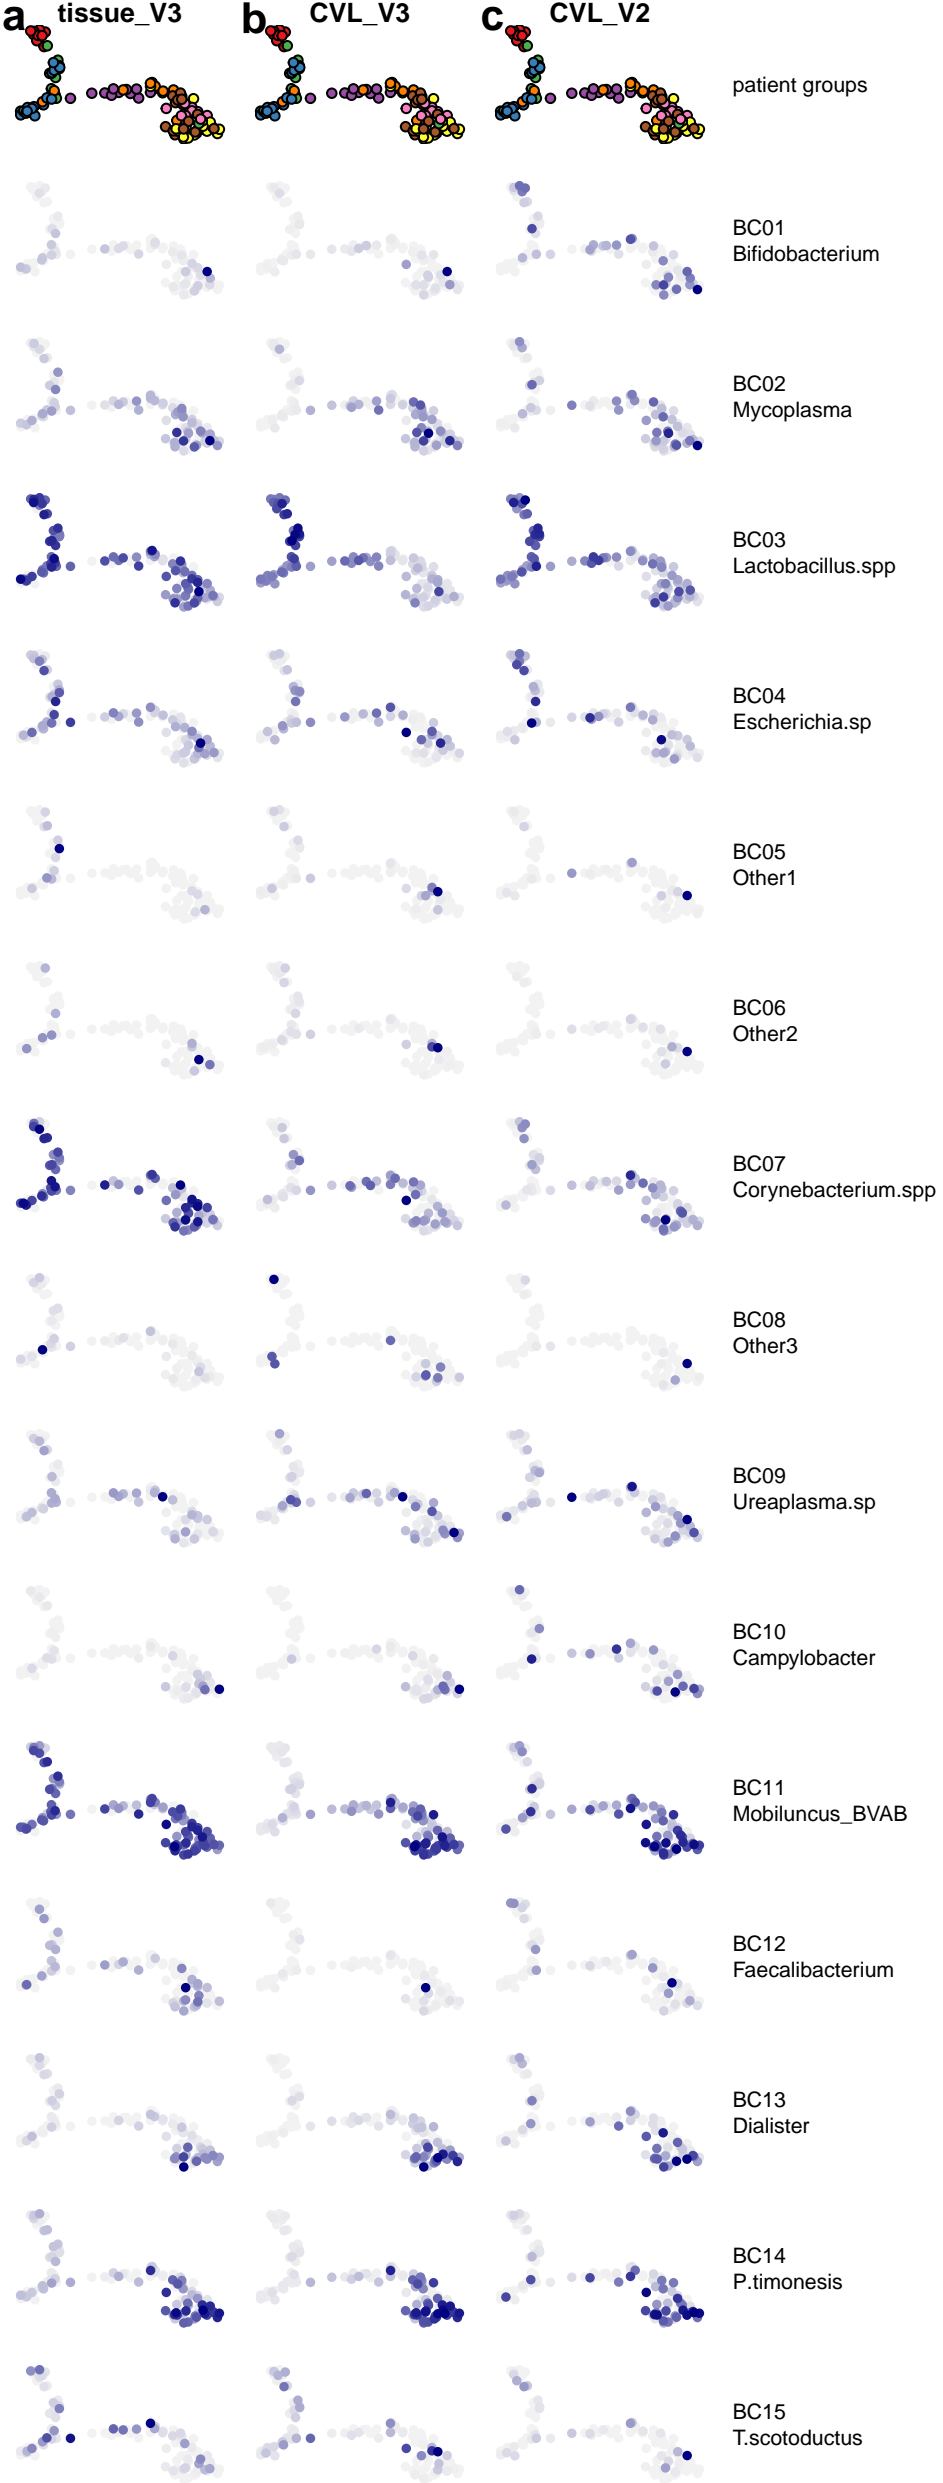 a tissue_V3 b CVL_V3 c CVL_V2
patient groups
BC01
Bifidobacterium
BC02
Mycoplasma
BC03
Lactobacillus.spp
BC04
Escherichia.sp
BC05
Other1
BC06
Other2
BC07
Corynebacterium.spp
BC08
Other3
BC09
Ureaplasma.sp
BC10
Campylobacter
BC11
Mobiluncus_BVAB
BC12
Faecalibacterium
BC13
Dialister
BC14
P.timonesis
BC15
T.scotoductus